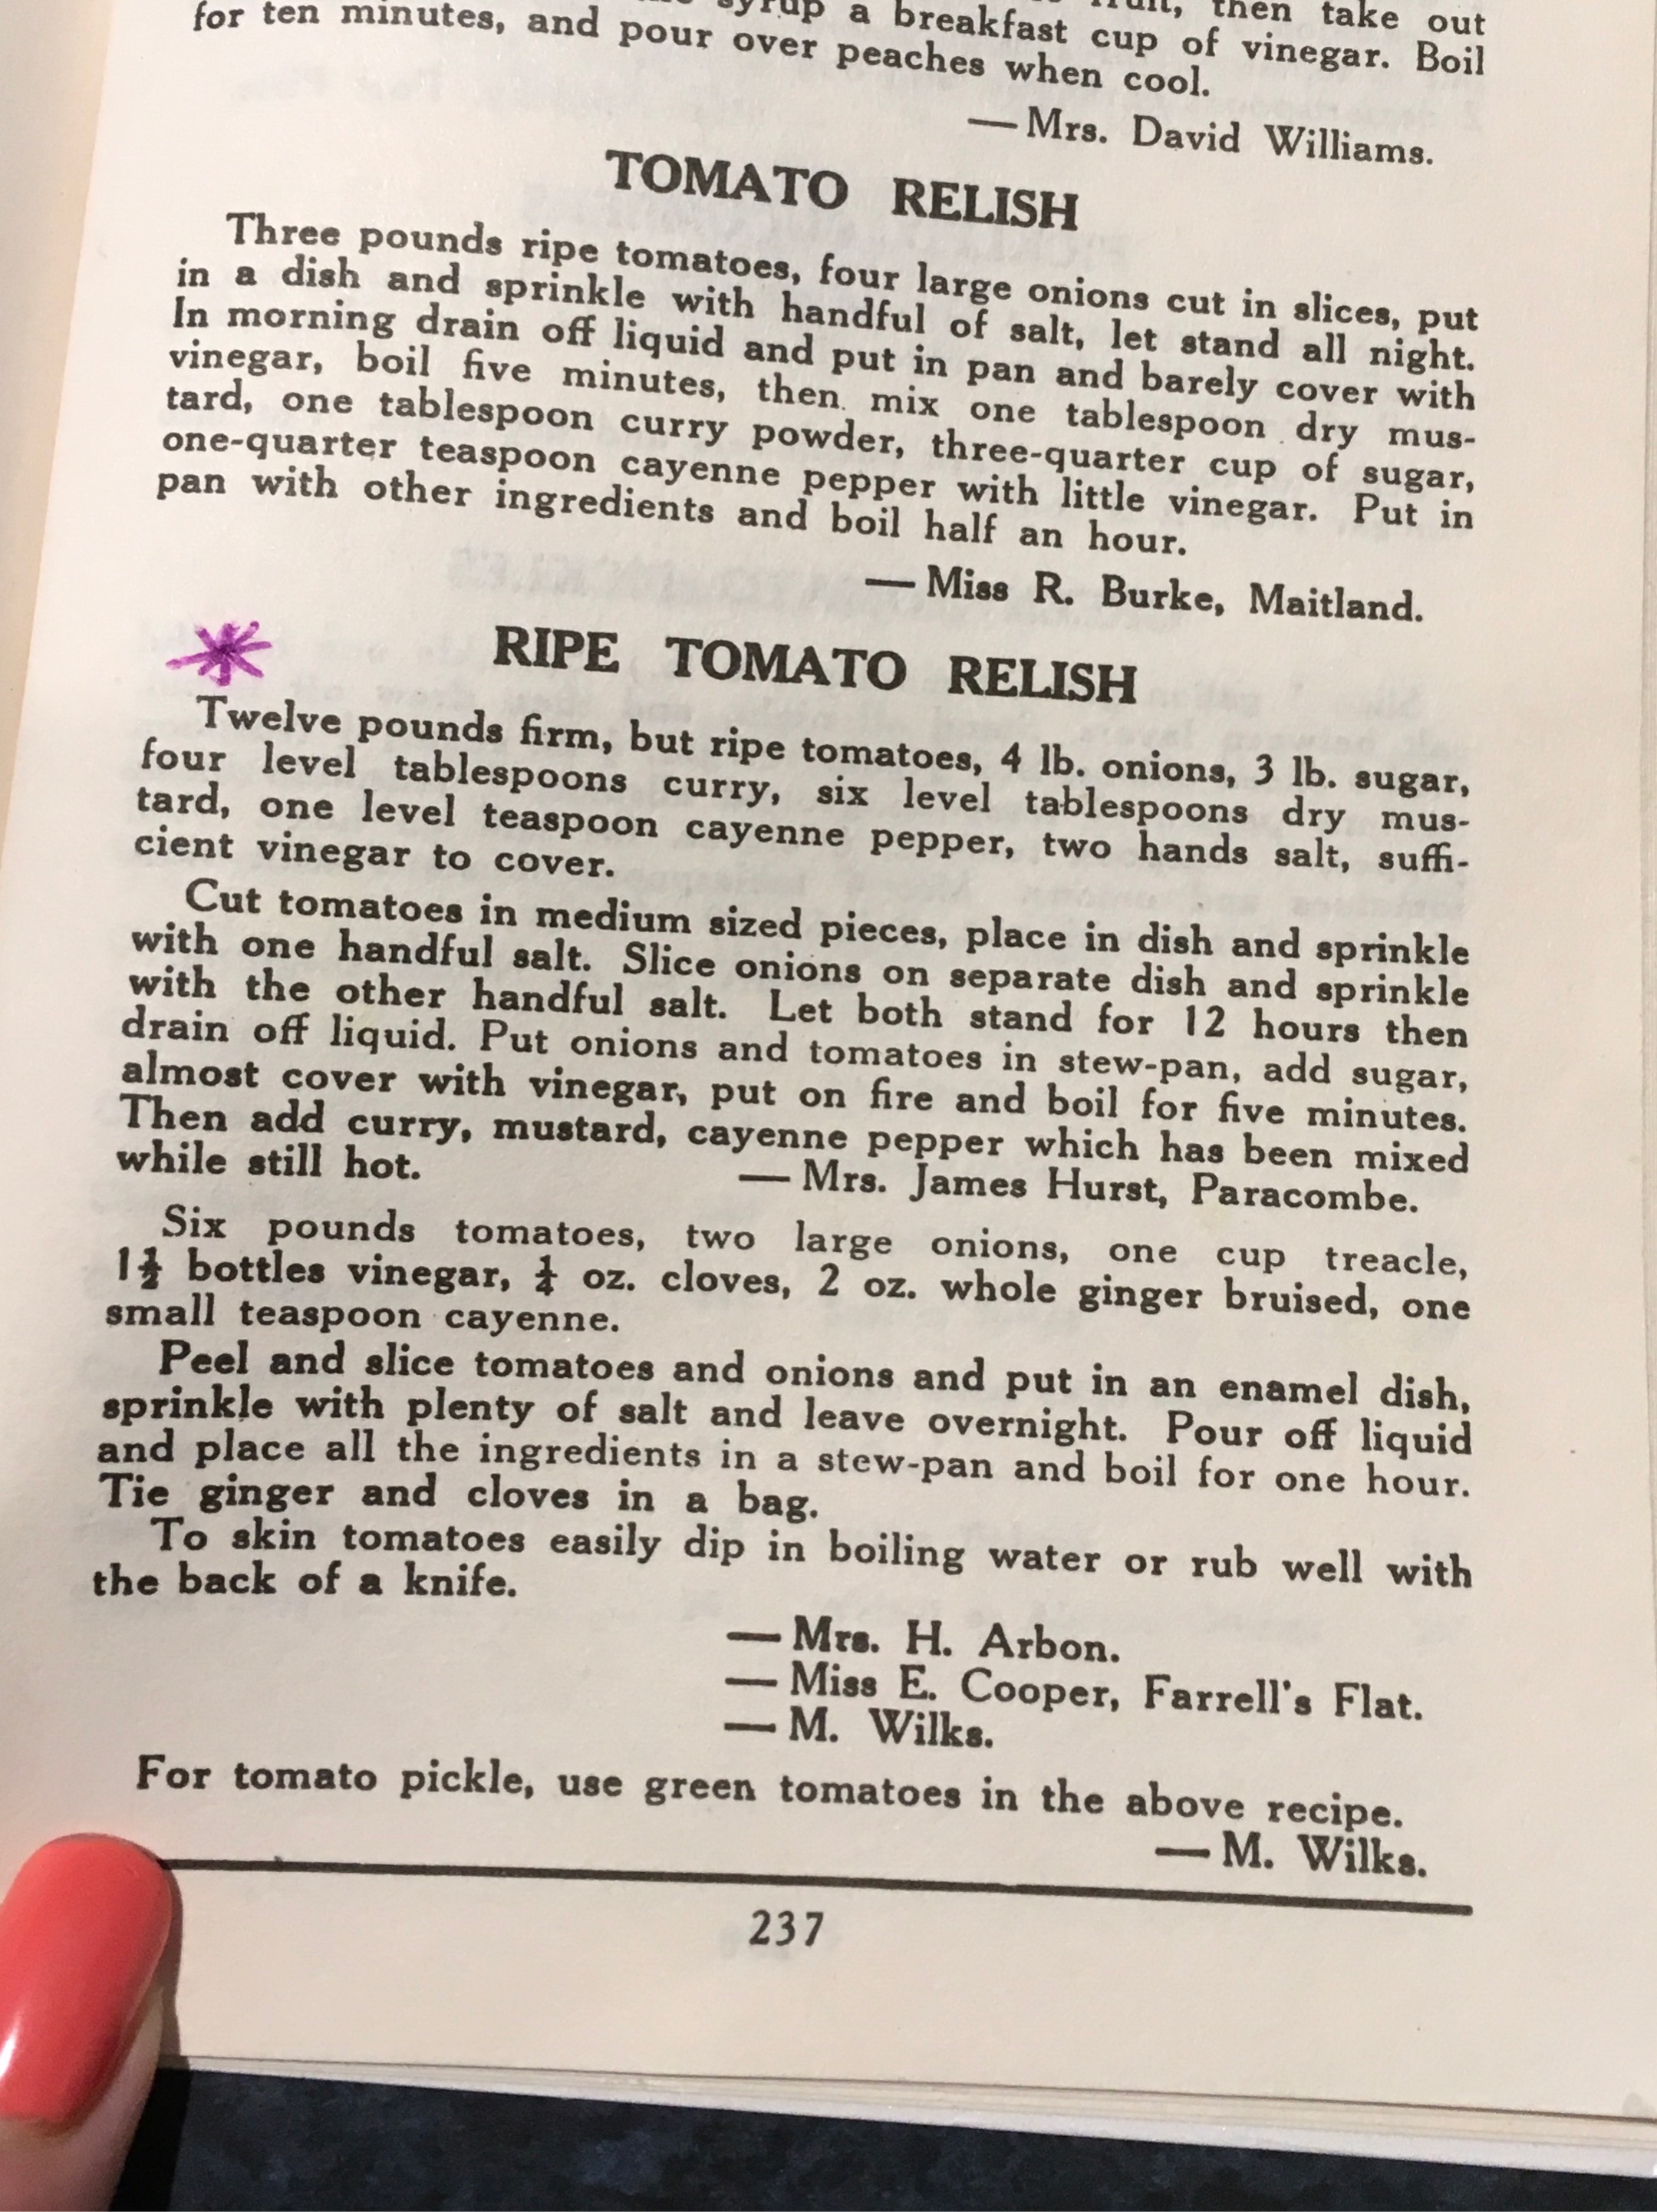 syrup a breakfast cup of vinegar. Boil
then take out
for ten minutes, and pour over peaches when cool.
— Mrs. David Williams.
TOMATO RELISH
Three pounds ripe tomatoes, four large onions cut in slices, put
in a dish and sprinkle with handful of salt, let stand all night.
In morning drain off liquid and put in pan and barely cover with
vinegar, boil five minutes, then mix one tablespoon dry mus-
tard, one tablespoon curry powder, three-quarter cup of sugar,
one-quarter teaspoon cayenne pepper with little vinegar. Put in
pan with other ingredients and boil half an hour.
— Miss R. Burke, Maitland.
RIPE TOMATO RELISH
Twelve pounds firm, but ripe tomatoes, 4 lb. onions, 3 lb. sugar,
four level tablespoons curry, six level tablespoons dry mus-
tard, one level teaspoon cayenne pepper, two hands salt, suffi-
cient vinegar to cover.
Cut tomatoes in medium sized pieces, place in dish and sprinkle
with one handful salt. Slice onions on separate dish and sprinkle
with the other handful salt. Let both stand for 12 hours then
drain off liquid. Put onions and tomatoes in stew-pan, add sugar,
almost cover with vinegar, put on fire and boil for five minutes.
Then add curry, mustard, cayenne pepper which has been mixed
while still hot. — Mrs. James Hurst, Paracombe.
Six pounds tomatoes, two large onions, one cup treacle,
1½ bottles vinegar, ¼ oz. cloves, 2 oz. whole ginger bruised, one
small teaspoon cayenne.
Peel and slice tomatoes and onions and put in an enamel dish,
sprinkle with plenty of salt and leave overnight. Pour off liquid
and place all the ingredients in a stew-pan and boil for one hour.
Tie ginger and cloves in a bag.
To skin tomatoes easily dip in boiling water or rub well with
the back of a knife.
— Mrs. H. Arbon.
— Miss E. Cooper, Farrell's Flat.
— M. Wilks.
For tomato pickle, use green tomatoes in the above recipe.
— M. Wilks.
237